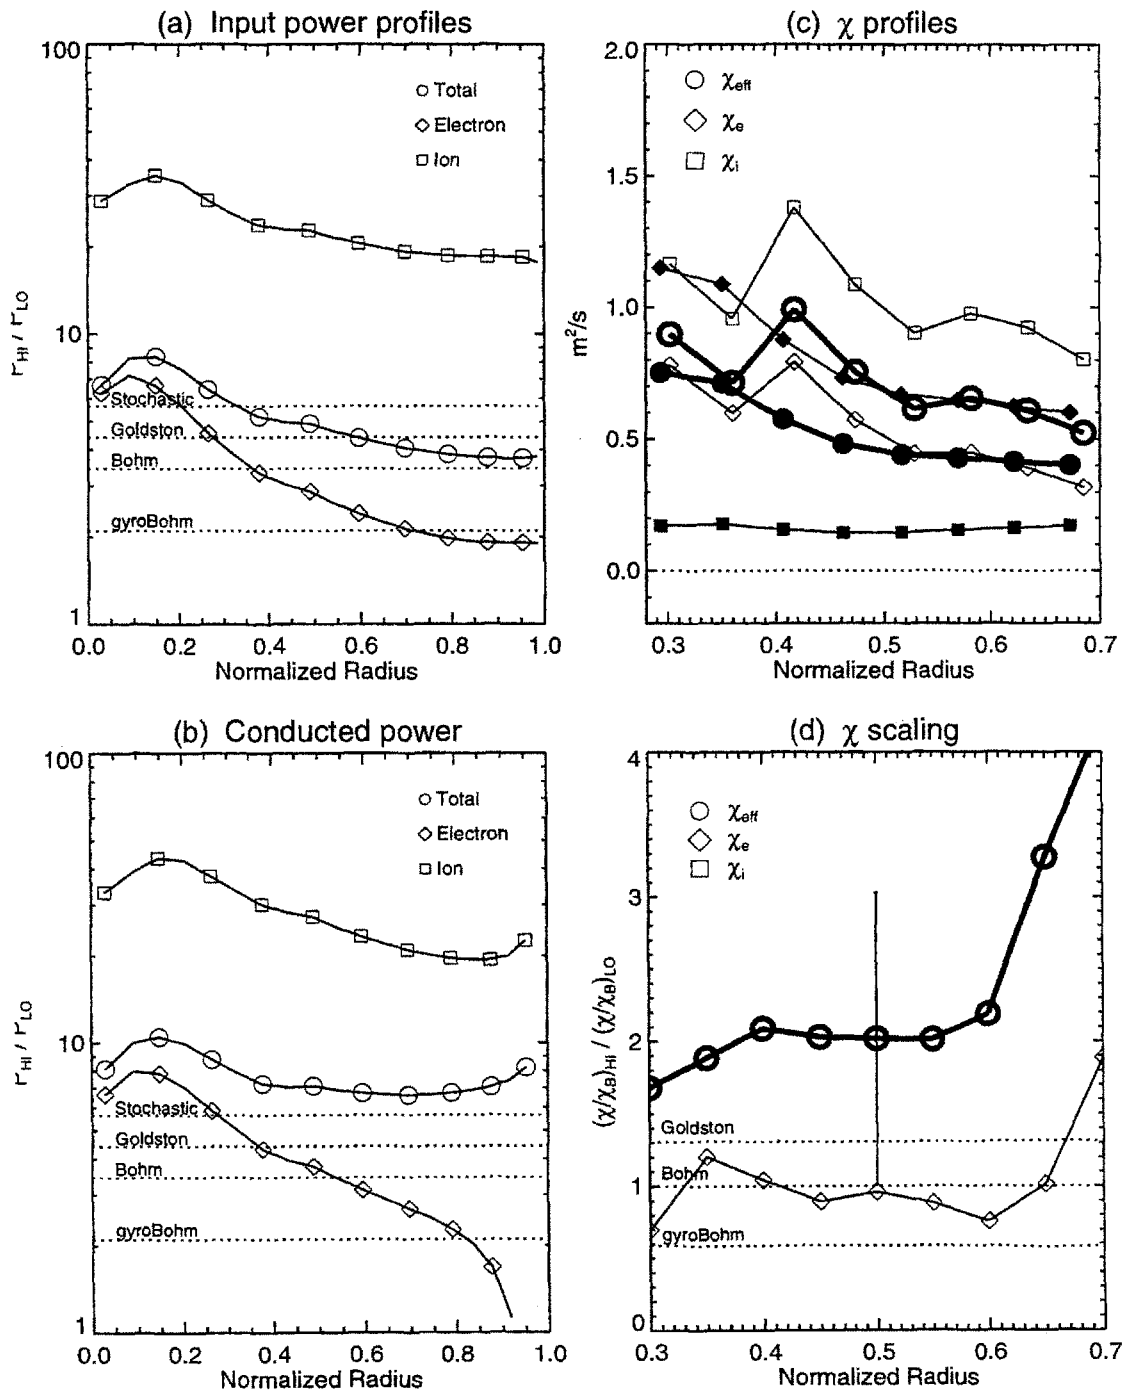 (a) Input power profiles
100
10
1
P_HI / P_LO
Total
Electron
Ion
Stochastic
Goldston
Bohm
gyroBohm
0.0 0.2 0.4 0.6 0.8 1.0
Normalized Radius
(c) χ profiles
2.0
1.5
1.0
0.5
0.0
m²/s
χeff
χe
χi
0.3 0.4 0.5 0.6 0.7
Normalized Radius
(b) Conducted power
100
10
1
P_HI / P_LO
Total
Electron
Ion
Stochastic
Goldston
Bohm
gyroBohm
0.0 0.2 0.4 0.6 0.8 1.0
Normalized Radius
(d) χ scaling
4
3
2
1
0
(χ/χB)HI / (χ/χB)LO
χeff
χe
χi
Goldston
Bohm
gyroBohm
0.3 0.4 0.5 0.6 0.7
Normalized Radius